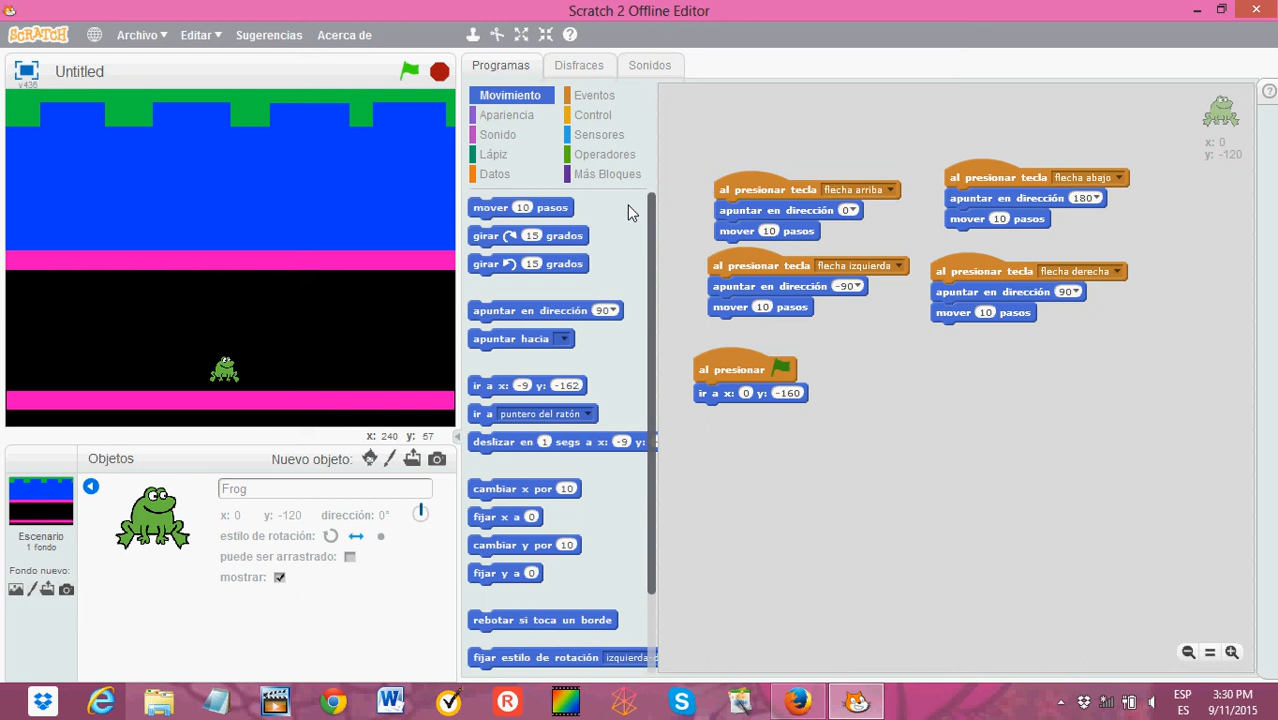 Scratch 2 Offline Editor
SCRATCH
Archivo
Editar
Sugerencias
Acerca de
Untitled
v436
x: 240 y: 57
Objetos
Nuevo objeto:
Escenario
1 fondo
Fondo nuevo:
Frog
x: 0 y: -120 dirección: 0°
estilo de rotación:
puede ser arrastrado:
mostrar:
Programas
Disfraces
Sonidos
Movimiento
Eventos
Apariencia
Control
Sonido
Sensores
Lápiz
Operadores
Datos
Más Bloques
mover 10 pasos
girar 15 grados
girar 15 grados
apuntar en dirección 90
apuntar hacia
ir a x: -9 y: -162
ir a puntero del ratón
deslizar en 1 segs a x: -9 y:
cambiar x por 10
fijar x a 0
cambiar y por 10
fijar y a 0
rebotar si toca un borde
fijar estilo de rotación izquierda
al presionar tecla flecha arriba
apuntar en dirección 0
mover 10 pasos
al presionar tecla flecha abajo
apuntar en dirección 180
mover 10 pasos
al presionar tecla flecha izquierda
apuntar en dirección -90
mover 10 pasos
al presionar tecla flecha derecha
apuntar en dirección 90
mover 10 pasos
al presionar
ir a x: 0 y: -160
x: 0
y: -120
ESP
ES
3:30 PM
9/11/2015